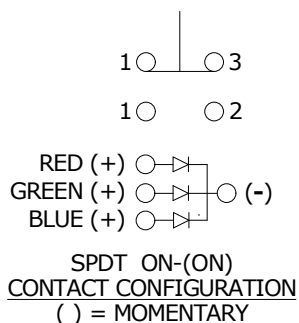 1 3
1 2
RED (+)
GREEN (+) (-)
BLUE (+)
SPDT ON-(ON)
CONTACT CONFIGURATION
( ) = MOMENTARY